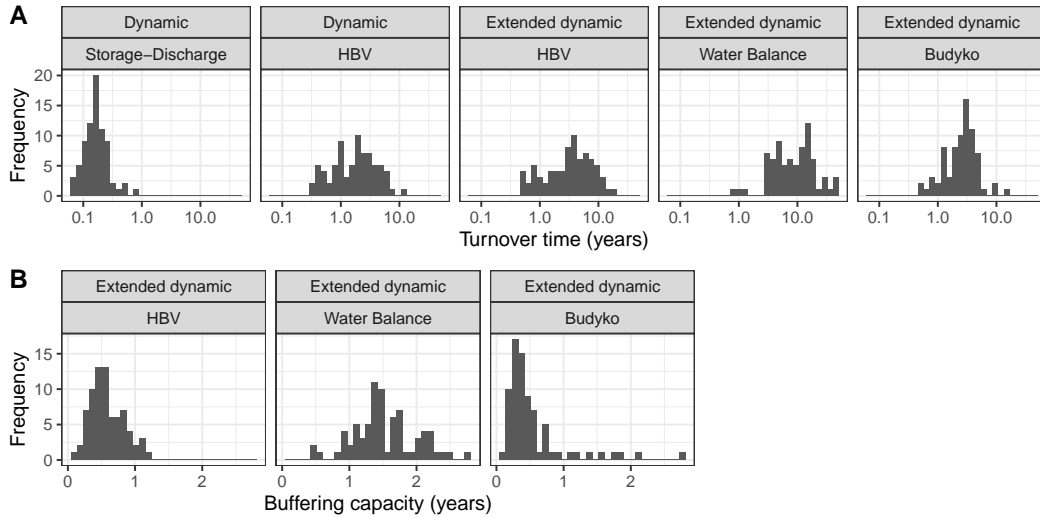 A
Dynamic Dynamic Extended dynamic Extended dynamic Extended dynamic
Storage−Discharge HBV HBV Water Balance Budyko
Frequency
20
15
10
5
0
0.1 1.0 10.0 0.1 1.0 10.0 0.1 1.0 10.0 0.1 1.0 10.0 0.1 1.0 10.0
Turnover time (years)
B
Extended dynamic Extended dynamic Extended dynamic
HBV Water Balance Budyko
Frequency
15
10
5
0
0 1 2 0 1 2 0 1 2
Buffering capacity (years)